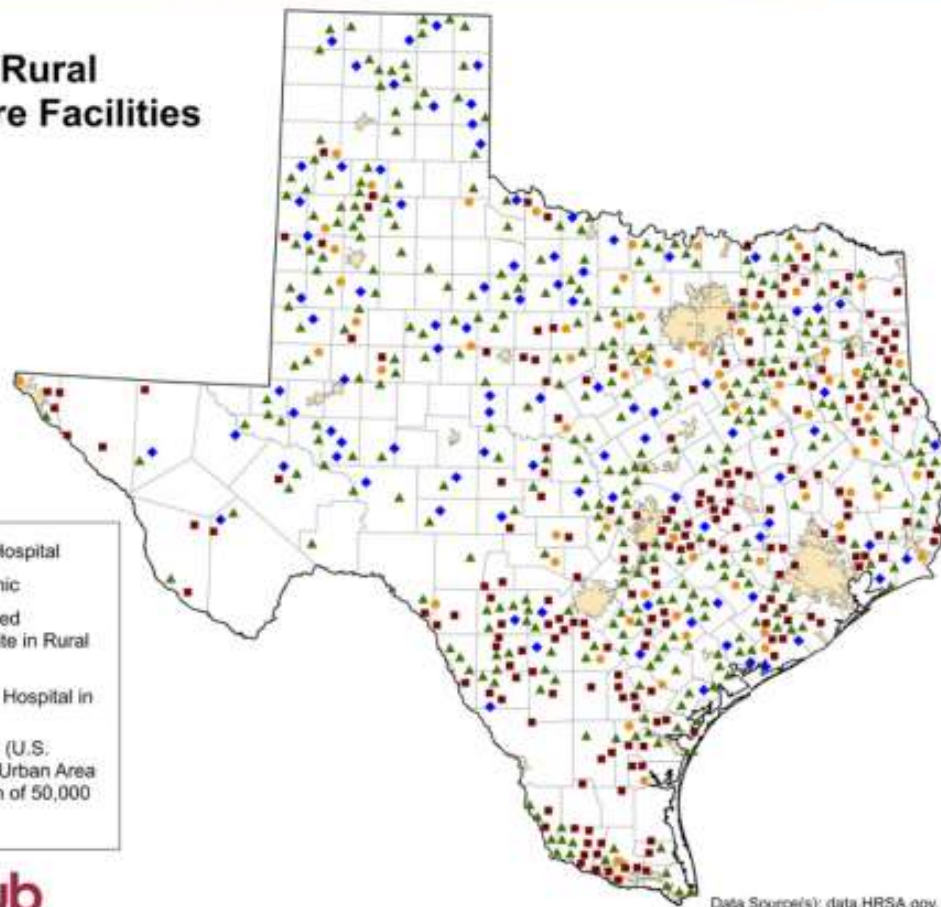 Rural
re Facilities
Hospital
nic
ed
ite in Rural
Hospital in
(U.S.
Urban Area
n of 50,000
ub
Data Source(s): data.HRSA.gov,